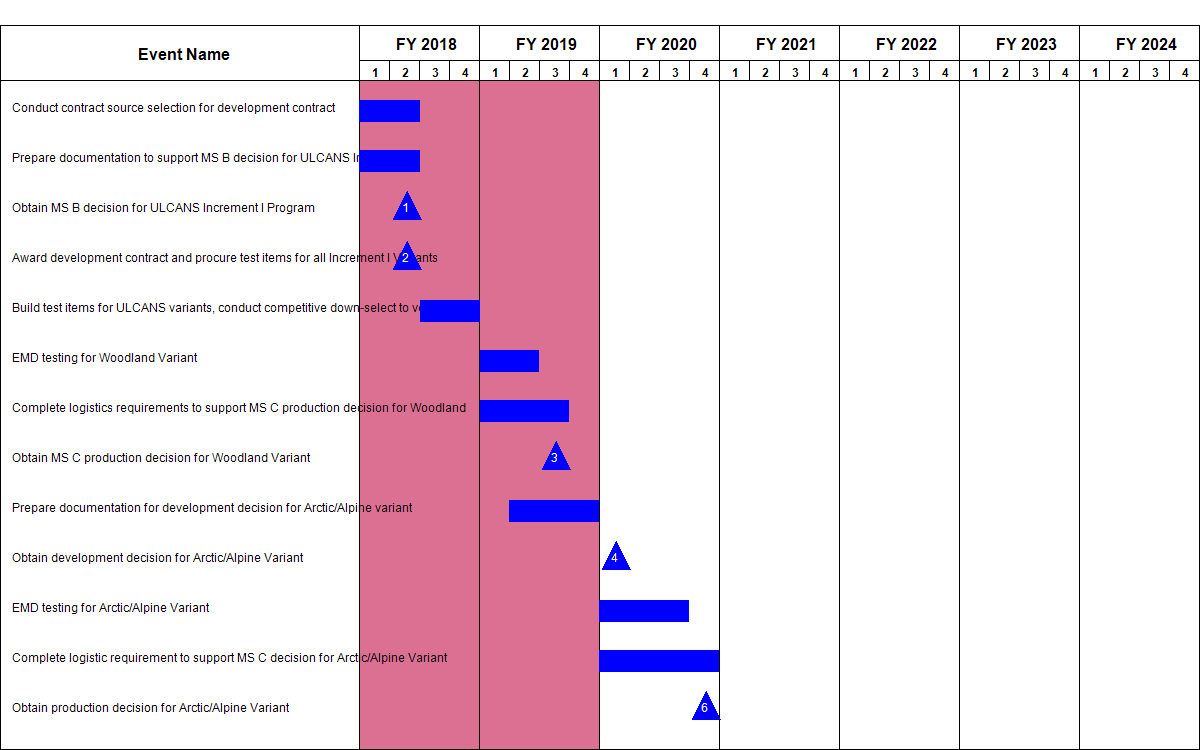 Event Name FY 2018 FY 2019 FY 2020 FY 2021 FY 2022 FY 2023 FY 2024
1 2 3 4 1 2 3 4 1 2 3 4 1 2 3 4 1 2 3 4 1 2 3 4 1 2 3 4
Conduct contract source selection for development contract
Prepare documentation to support MS B decision for ULCANS
Obtain MS B decision for ULCANS Increment I Program 1
Award development contract and procure test items for all Increment I 2
Build test items for ULCANS variants, conduct competitive down-select to
EMD testing for Woodland Variant
Complete logistics requirements to support MS C production decision for Woodland
Obtain MS C production decision for Woodland Variant 3
Prepare documentation for development decision for Arctic/Alpine variant
Obtain development decision for Arctic/Alpine Variant 4
EMD testing for Arctic/Alpine Variant
Complete logistic requirement to support MS C decision for Arctic/Alpine Variant
Obtain production decision for Arctic/Alpine Variant 6